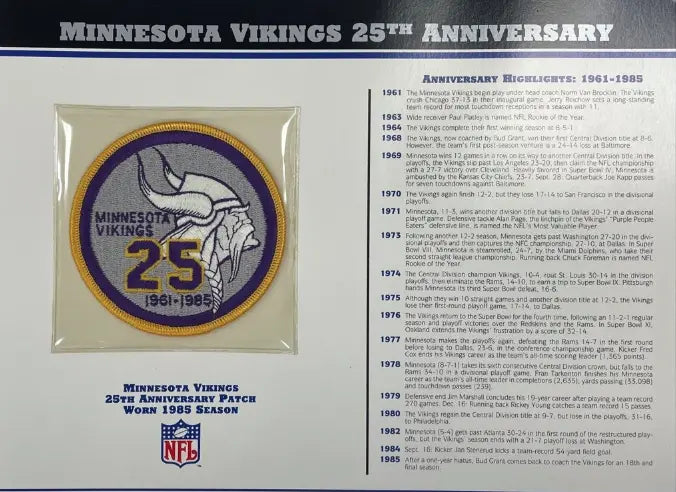 MINNESOTA VIKINGS 25TH ANNIVERSARY
MINNESOTA
VIKINGS
25
1961-1985
MINNESOTA VIKINGS
25TH ANNIVERSARY PATCH
WORN 1985 SEASON
NFL
ANNIVERSARY HIGHLIGHTS: 1961-1985
1961 The Minnesota Vikings begin play under head coach Norm Van Brocklin. The Vikings
crush Chicago 37-13 in their inaugural game. Jerry Reichow sets a long-standing
team record for most touchdown receptions in a season with 11.
1963 Wide receiver Paul Flatley is named NFL Rookie of the Year.
1964 The Vikings complete their first winning season at 8-5-1.
1968 The Vikings, now coached by Bud Grant, win their first Central Division title at 8-6.
However, the team's first post-season venture is a 24-14 loss at Baltimore.
1969 Minnesota wins 12 games in a row on its way to another Central Division title. In the
playoffs, the Vikings slip past Los Angeles 23-20, then claim the NFL championship
with a 27-7 victory over Cleveland. Heavily favored in Super Bowl IV, Minnesota is
ambushed by the Kansas City Chiefs, 23-7. Sept. 28: Quarterback Joe Kapp passes
for seven touchdowns against Baltimore.
1970 The Vikings again finish 12-2, but they lose 17-14 to San Francisco in the divisional
playoffs.
1971 Minnesota, 11-3, wins another division title but falls to Dallas 20-12 in a divisional
playoff game. Defensive tackle Alan Page, the linchpin of the Vikings' "Purple People
Eaters" defensive line, is named the NFL's Most Valuable Player.
1973 Following another 12-2 season, Minnesota gets past Washington 27-20 in the divi-
sional playoffs and then captures the NFC championship, 27-10, at Dallas. In Super
Bowl VIII, Minnesota is steamrolled, 24-7, by the Miami Dolphins, who take their
second straight league championship. Running back Chuck Foreman is named NFL
Rookie of the Year.
1974 The Central Division champion Vikings, 10-4, rout St. Louis 30-14 in the division
playoffs, then eliminate the Rams, 14-10, to earn a trip to Super Bowl IX. Pittsburgh
hands Minnesota its third Super Bowl defeat, 16-6.
1975 Although they win 10 straight games and another division title at 12-2, the Vikings
lose their first-round playoff game, 17-14, to Dallas.
1976 The Vikings return to the Super Bowl for the fourth time, following an 11-2-1 regular
season and playoff victories over the Redskins and the Rams. In Super Bowl XI,
Oakland extends the Vikings' frustration by a score of 32-14.
1977 Minnesota makes the playoffs again, defeating the Rams 14-7 in the first round
before losing to Dallas, 23-6, in the conference championship game. Kicker Fred
Cox ends his Vikings career as the team's all-time scoring leader (1,365 points).
1978 Minnesota (8-7-1) takes its sixth consecutive Central Division crown, but falls to the
Rams 34-10 in a divisional playoff game. Fran Tarkenton finishes his Minnesota
career as the team's all-time leader in completions (2,635), yards passing (33,098)
and touchdown passes (239).
1979 Defensive end Jim Marshall concludes his 19-year career after playing a team record
270 games. Dec. 16: Running back Rickey Young catches a team record 15 passes.
1980 The Vikings regain the Central Division title at 9-7, but lose in the playoffs, 31-16,
to Philadelphia.
1982 Minnesota (5-4) gets past Atlanta 30-24 in the first round of the restructured play-
offs, but the Vikings' season ends with a 21-7 playoff loss at Washington.
1984 Sept. 16: Kicker Jan Stenerud kicks a team-record 54-yard field goal.
1985 After a one-year hiatus, Bud Grant comes back to coach the Vikings for an 18th and
final season.